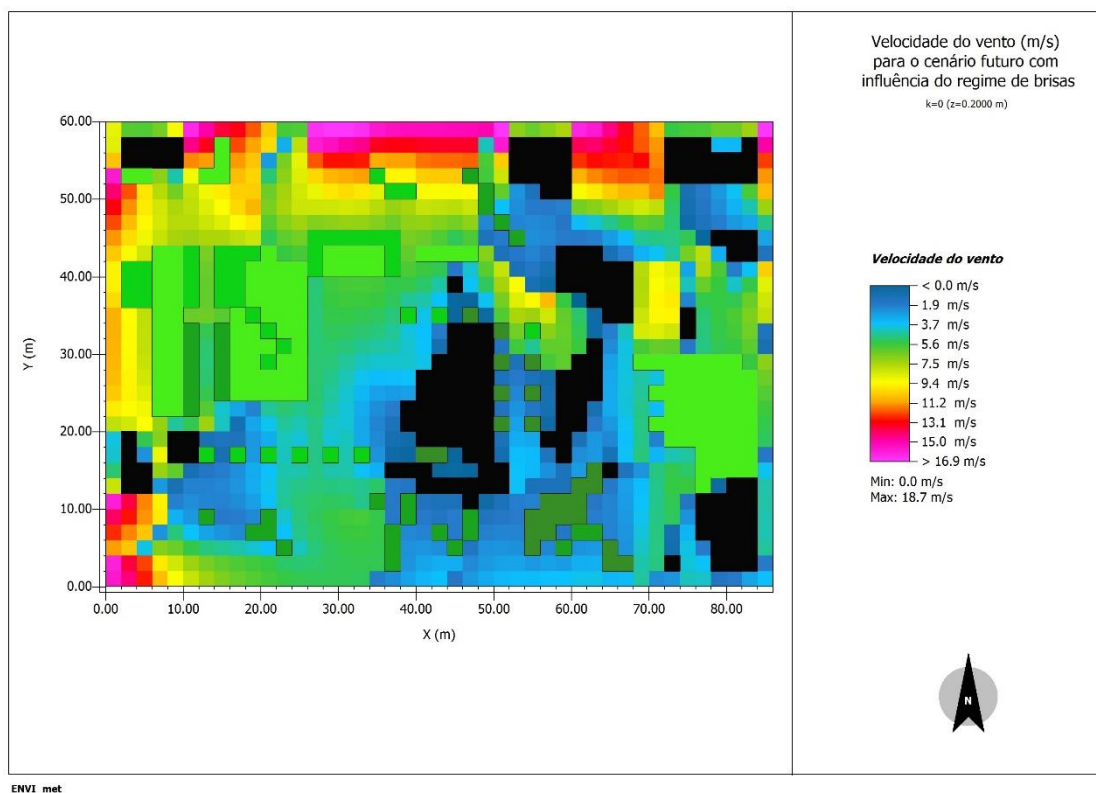 Velocidade do vento (m/s)
para o cenário futuro com
influência do regime de brisas
k=0 (z=0.2000 m)
60.00
50.00
40.00
30.00
20.00
10.00
0.00
Y (m)
0.00 10.00 20.00 30.00 40.00 50.00 60.00 70.00 80.00
X (m)
Velocidade do vento
< 0.0 m/s
1.9 m/s
3.7 m/s
5.6 m/s
7.5 m/s
9.4 m/s
11.2 m/s
13.1 m/s
15.0 m/s
> 16.9 m/s
Min: 0.0 m/s
Max: 18.7 m/s
N
ENVI_met